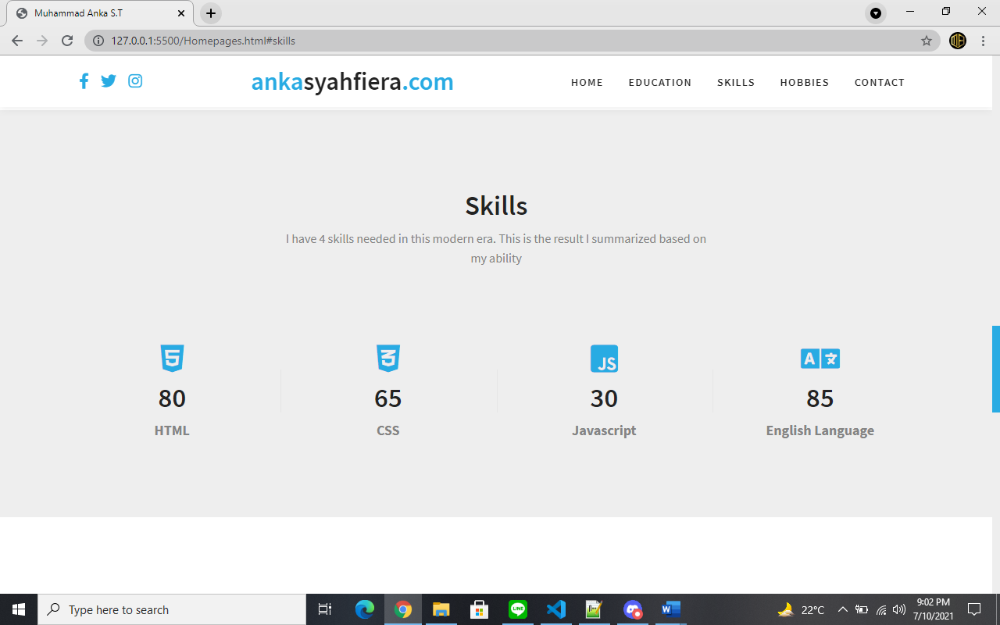 Muhammad Anka S.T
127.0.0.1:5500/Homepages.html#skills
ankasyahfiera.com
HOME EDUCATION SKILLS HOBBIES CONTACT
Skills
I have 4 skills needed in this modern era. This is the result I summarized based on
my ability
JS A
80 65 30 85
HTML CSS Javascript English Language
Type here to search
LINE
W
22°C
9:02 PM
7/10/2021